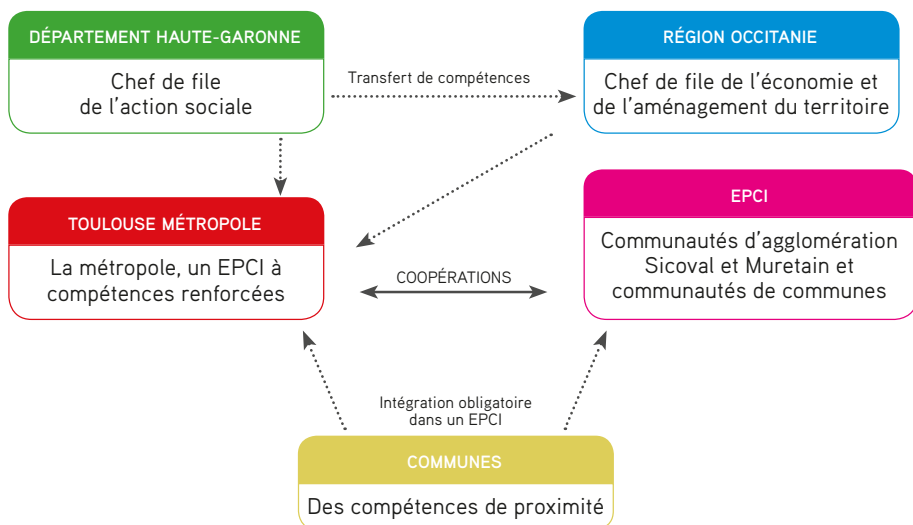 DÉPARTEMENT HAUTE-GARONNE
Chef de file
de l'action sociale
Transfert de compétences
RÉGION OCCITANIE
Chef de file de l'économie et
de l'aménagement du territoire
TOULOUSE MÉTROPOLE
La métropole, un EPCI à
compétences renforcées
COOPÉRATIONS
EPCI
Communautés d'agglomération
Sicoval et Muretain et
communautés de communes
Intégration obligatoire
dans un EPCI
COMMUNES
Des compétences de proximité